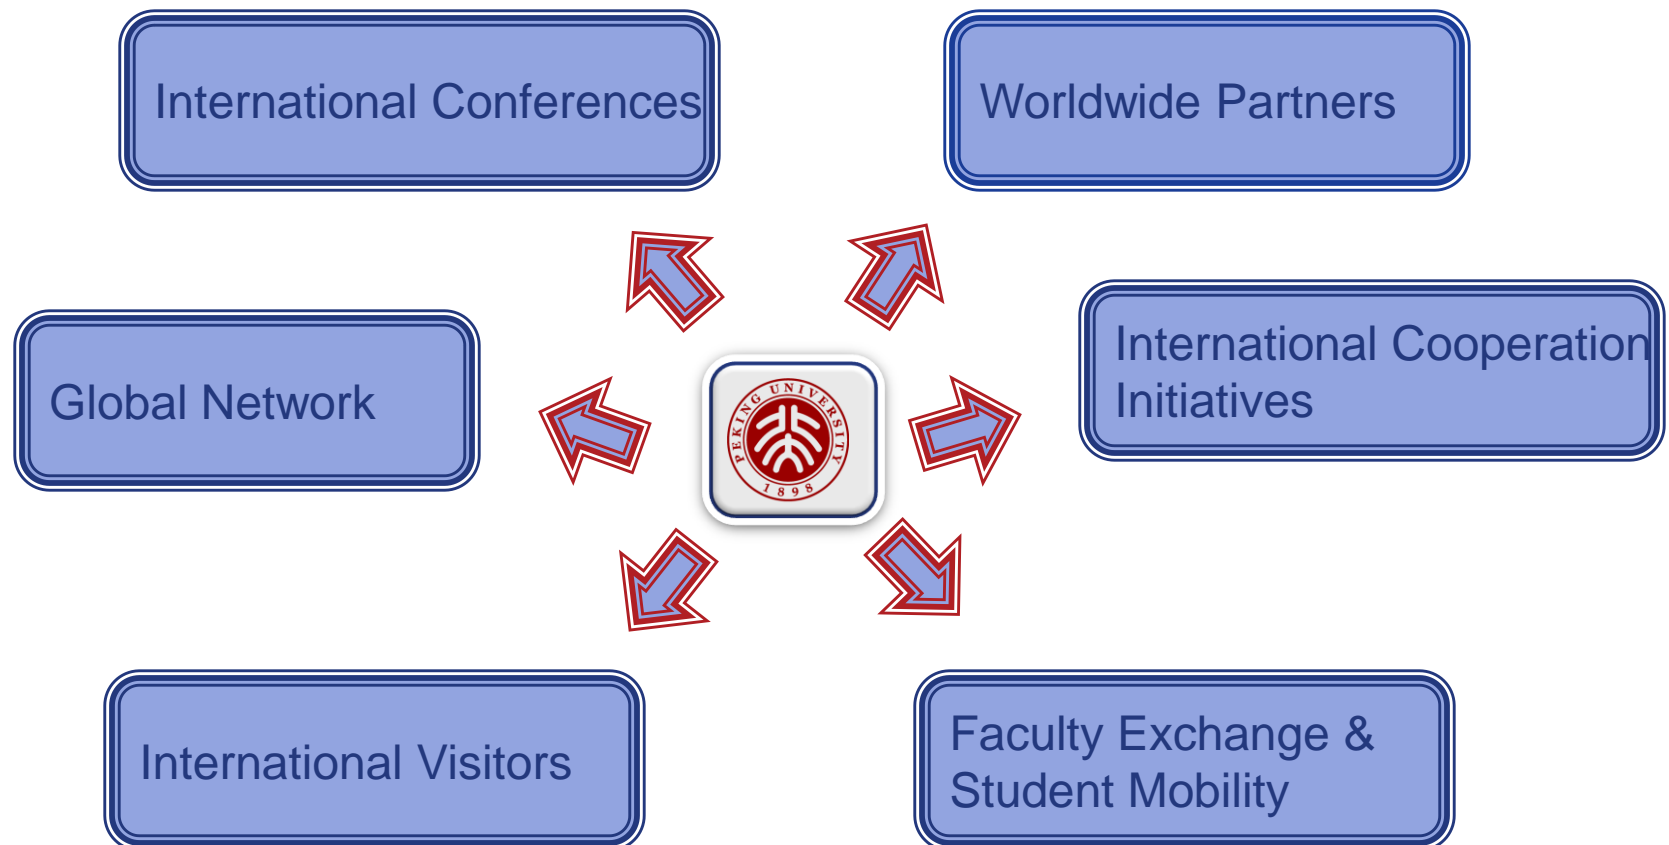 International Conferences
Worldwide Partners
Global Network
PEKING UNIVERSITY
1898
International Cooperation
Initiatives
International Visitors
Faculty Exchange &
Student Mobility